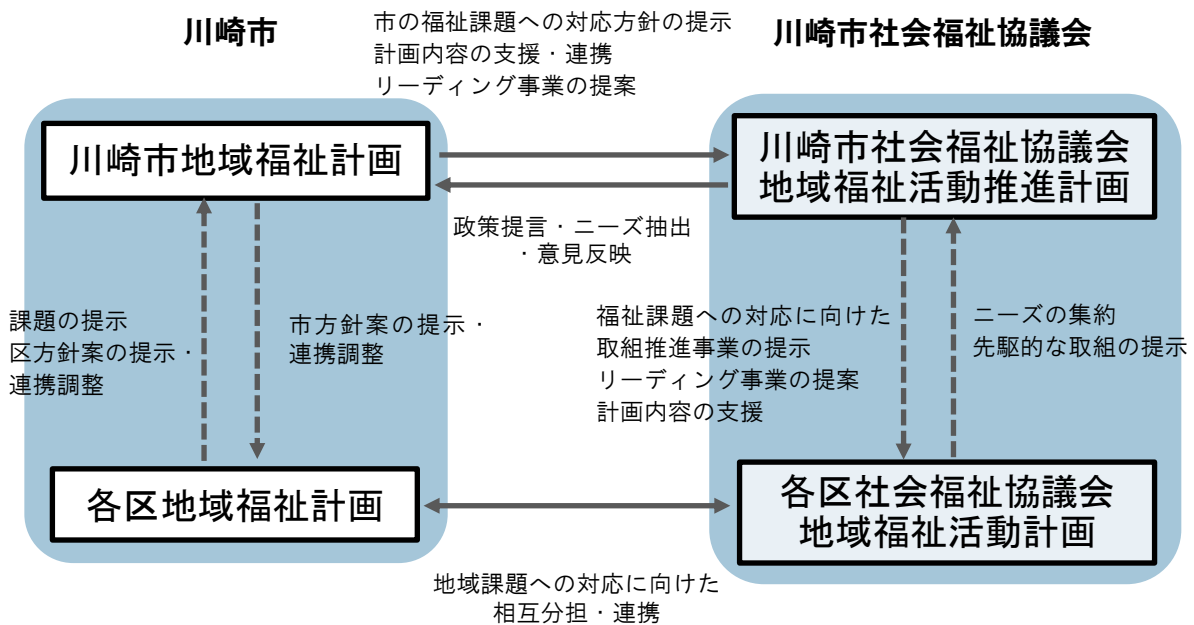 川崎市
市の福祉課題への対応方針の提示
計画内容の支援・連携
リーディング事業の提案
川崎市社会福祉協議会
川崎市地域福祉計画
川崎市社会福祉協議会
地域福祉活動推進計画
政策提言・ニーズ抽出
・意見反映
課題の提示
区方針案の提示・
連携調整
市方針案の提示・
連携調整
福祉課題への対応に向けた
取組推進事業の提示
リーディング事業の提案
計画内容の支援
ニーズの集約
先駆的な取組の提示
各区地域福祉計画
各区社会福祉協議会
地域福祉活動計画
地域課題への対応に向けた
相互分担・連携